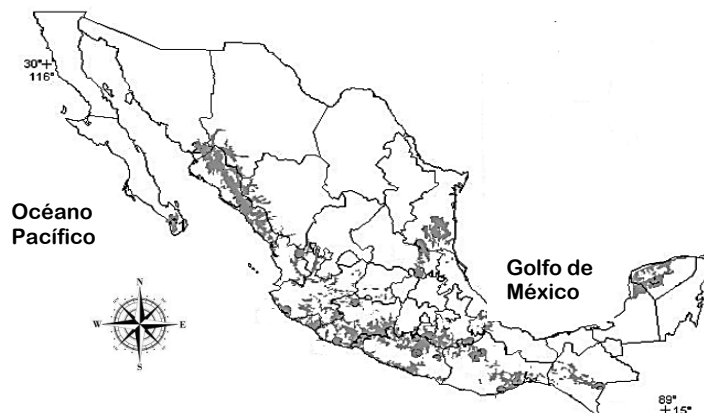 30°
116°
Océano
Pacífico
Golfo de
México
N
W
E
S
89°
15°